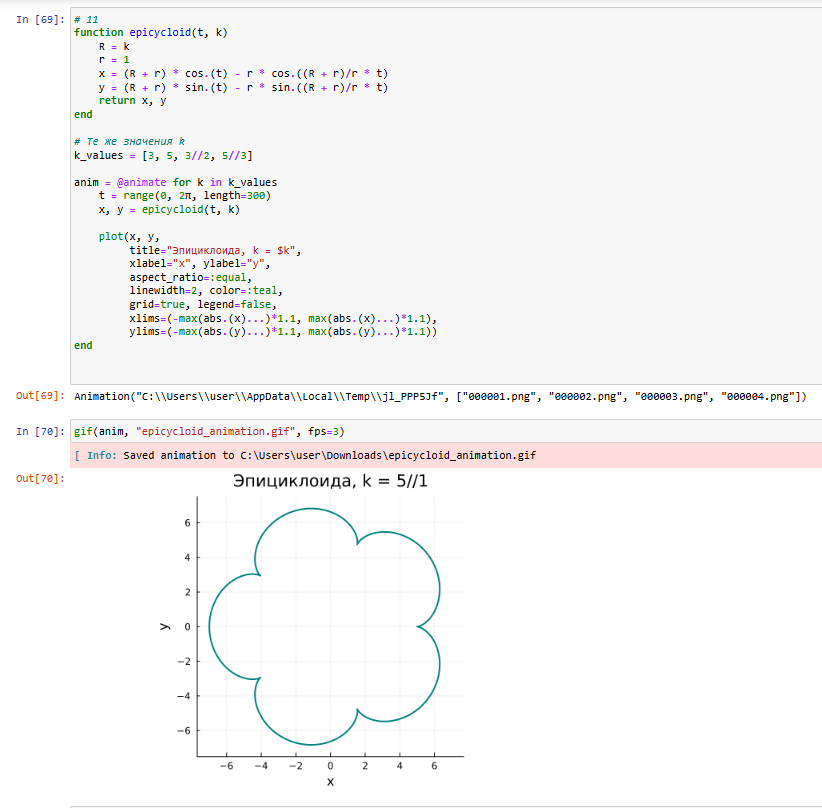 In [69]:
# 11
function epicycloid(t, k)
    R = k
    r = 1
    x = (R + r) * cos.(t) - r * cos.((R + r)/r * t)
    y = (R + r) * sin.(t) - r * sin.((R + r)/r * t)
    return x, y
end
# Те же значения k
k_values = [3, 5, 3//2, 5//3]
anim = @animate for k in k_values
    t = range(0, 2π, length=300)
    x, y = epicycloid(t, k)
    plot(x, y,
         title="Эпициклоида, k = $k",
         xlabel="x", ylabel="y",
         aspect_ratio=:equal,
         linewidth=2, color=:teal,
         grid=true, legend=false,
         xlims=(-max(abs.(x)...)*1.1, max(abs.(x)...)*1.1),
         ylims=(-max(abs.(y)...)*1.1, max(abs.(y)...)*1.1))
end
Out[69]: Animation("C:\\Users\\user\\AppData\\Local\\Temp\\jl_PPP5Jf", ["000001.png", "000002.png", "000003.png", "000004.png"])
In [70]: gif(anim, "epicycloid_animation.gif", fps=3)
[ Info: Saved animation to C:\Users\user\Downloads\epicycloid_animation.gif
Out[70]:
Эпициклоида, k = 5//1
6
4
2
0
−2
−4
−6
y
−6 −4 −2 0 2 4 6
x